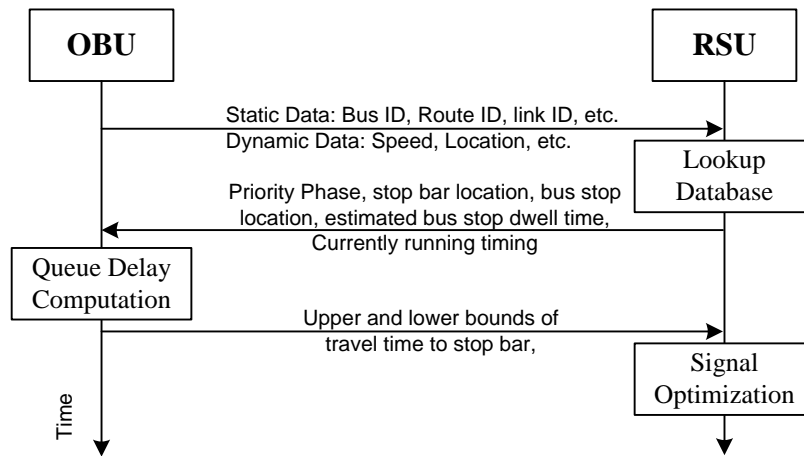 OBU
RSU
Static Data: Bus ID, Route ID, link ID, etc.
Dynamic Data: Speed, Location, etc.
Lookup
Database
Priority Phase, stop bar location, bus stop
location, estimated bus stop dwell time,
Currently running timing
Queue Delay
Computation
Upper and lower bounds of
travel time to stop bar,
Signal
Optimization
Time